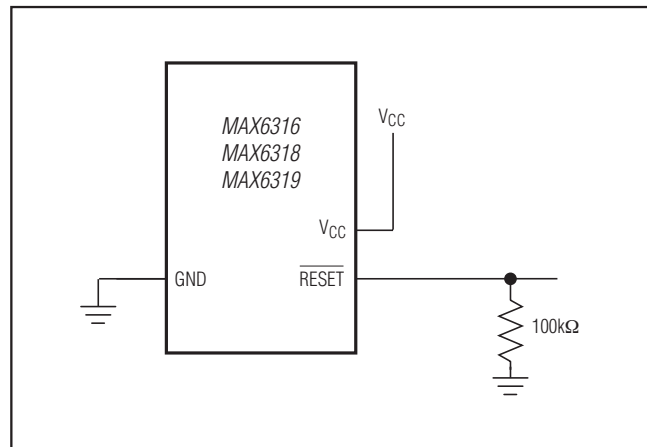 MAX6316
MAX6318
MAX6319
VCC
VCC
GND
RESET
100kΩ